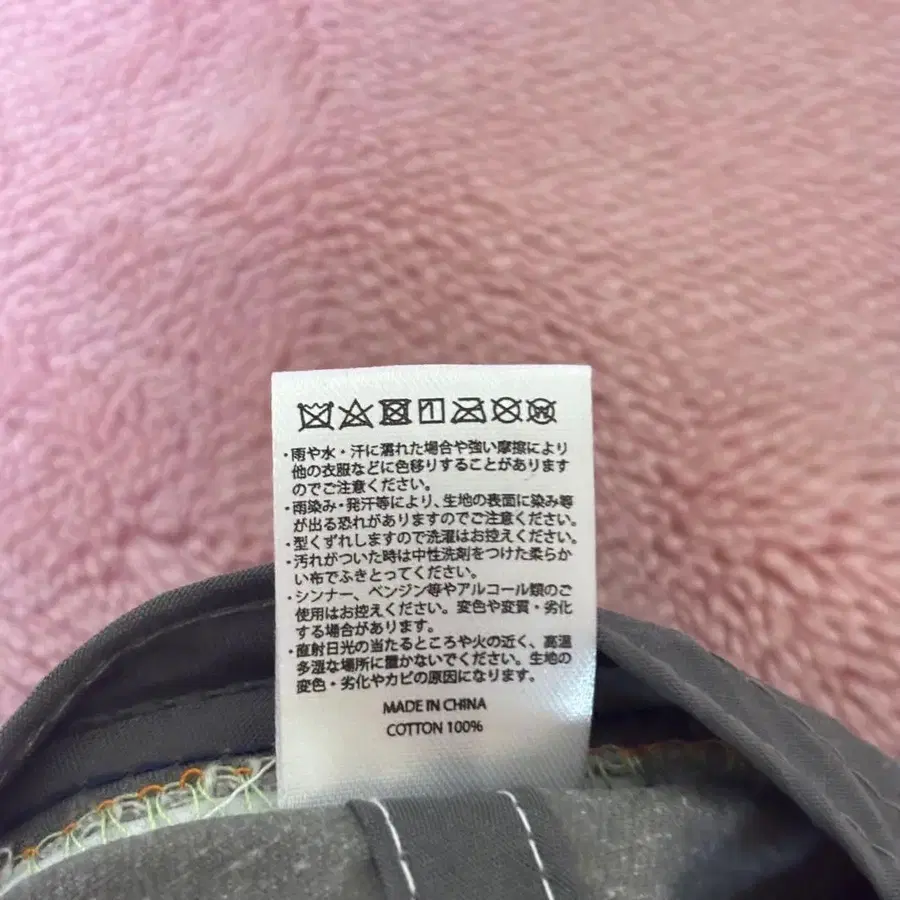 ・雨や水・汗に濡れた場合や強い摩擦により
他の衣服などに色移りすることがあります
のでご注意ください。
・雨染み・発汗等により、生地の表面に染み等
が出る恐れがありますのでご注意ください。
・型くずれしますので洗濯はお控えください。
・汚れがついた時は中性洗剤をつけた柔らか
い布でふきとってください。
・シンナー、ベンジン等やアルコール類のご
使用はお控えください。変色や変質・劣化
する場合があります。
・直射日光の当たるところや火の近く、高温
多湿な場所に置かないでください。生地の
変色・劣化やカビの原因になります。
MADE IN CHINA
COTTON 100%